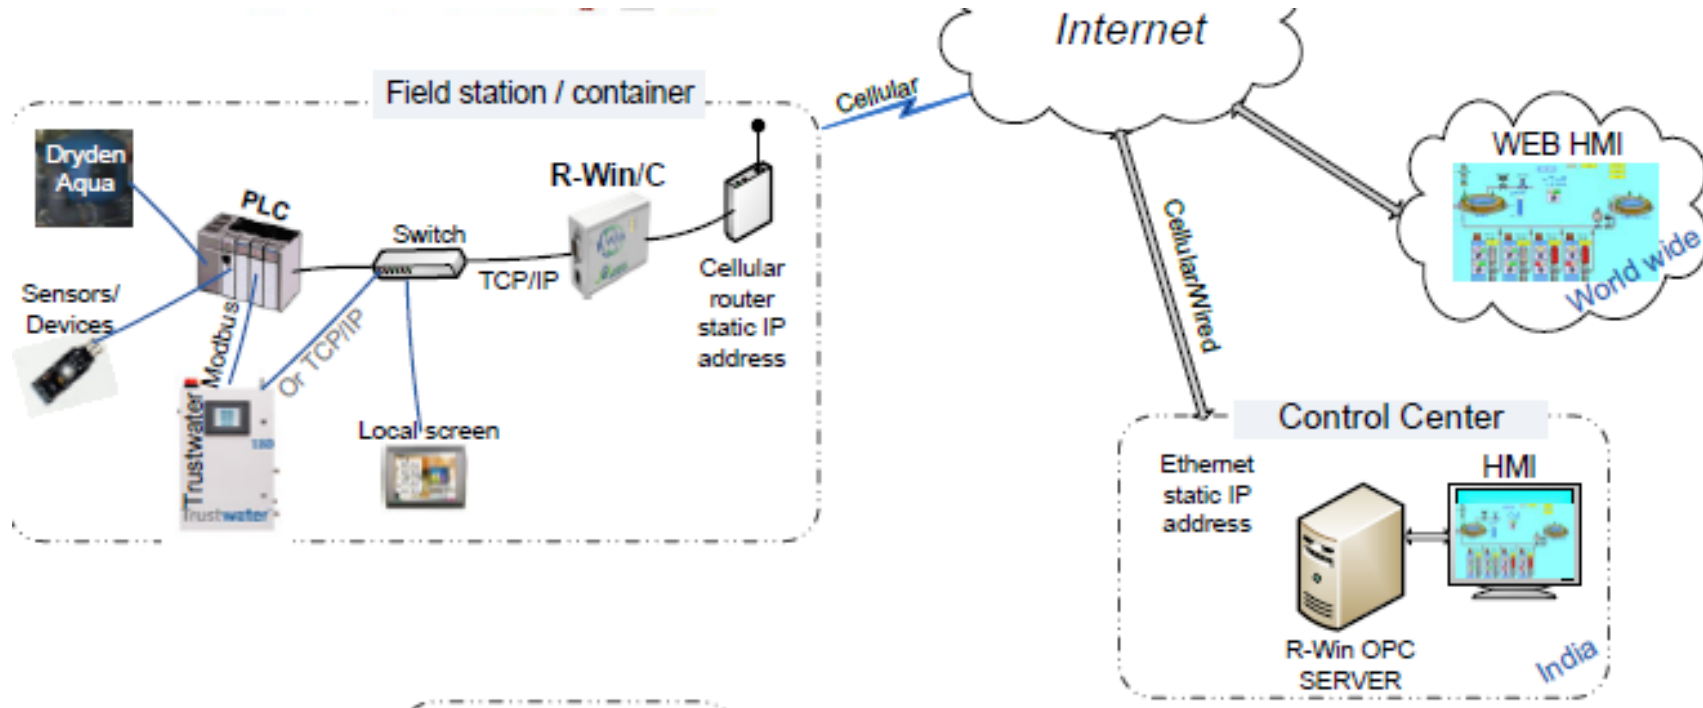 Internet
Field station / container
Cellular
Dryden
Aqua
PLC
Switch
R-Win/C
TCP/IP
Cellular
router
static IP
address
Sensors/
Devices
Modbus
Or TCP/IP
Trustwater
Trustwater
Local screen
WEB HMI
World wide
Cellular\Wired
Control Center
Ethernet
static IP
address
HMI
R-Win OPC
SERVER
India